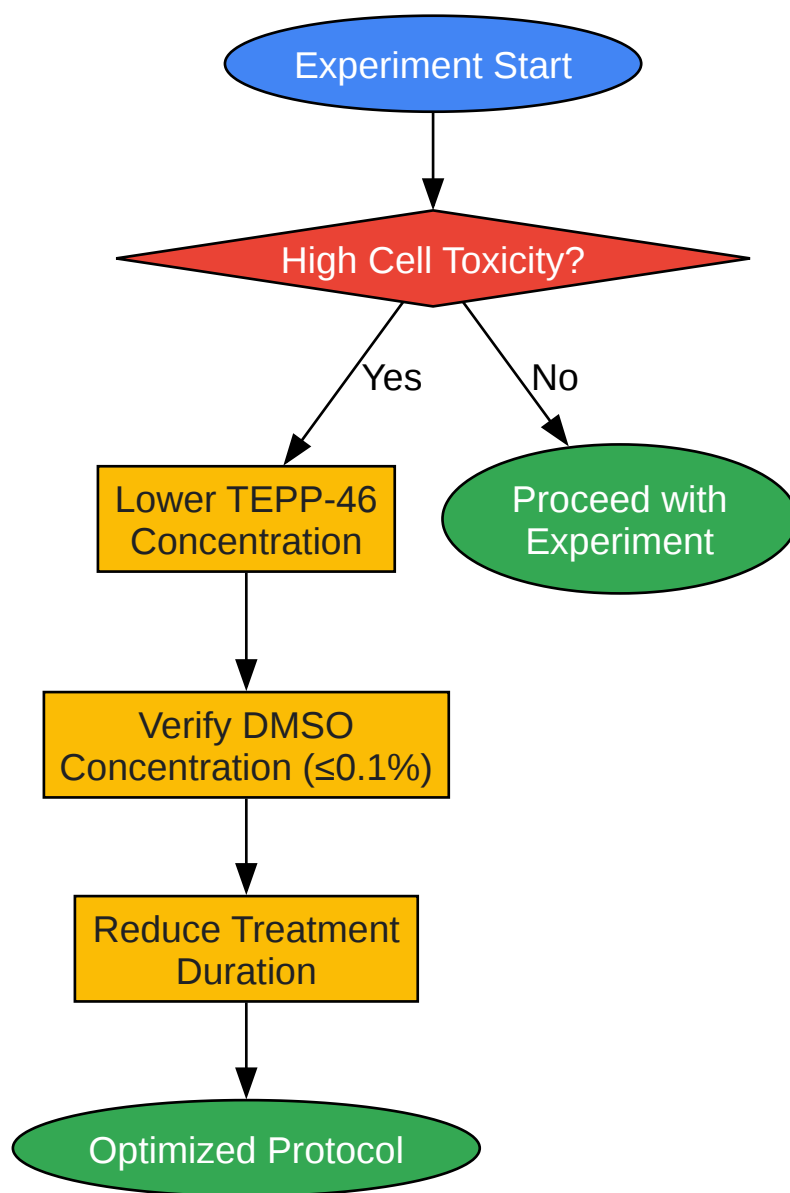 Experiment Start
High Cell Toxicity?
Yes
No
Lower TEPP-46
Concentration
Proceed with
Experiment
Verify DMSO
Concentration (≤0.1%)
Reduce Treatment
Duration
Optimized Protocol